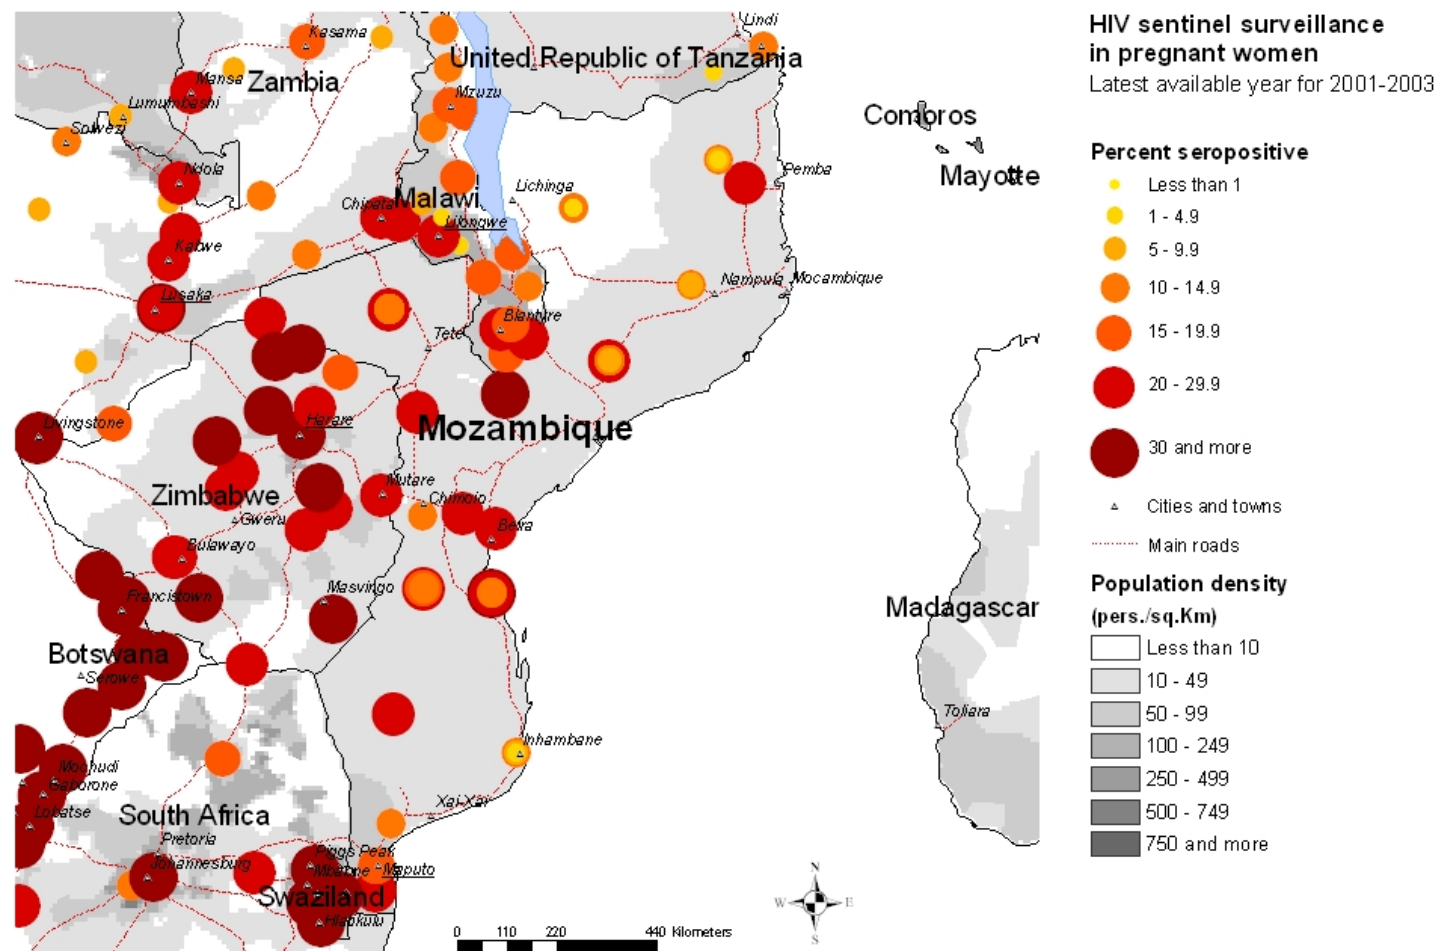 HIV sentinel surveillance
in pregnant women
Latest available year for 2001-2003
Percent seropositive
Less than 1
1 - 4.9
5 - 9.9
10 - 14.9
15 - 19.9
20 - 29.9
30 and more
Cities and towns
Main roads
Population density
(pers./sq.Km)
Less than 10
10 - 49
50 - 99
100 - 249
250 - 499
500 - 749
750 and more
Kasama
Lindi
United Republic of Tanzania
Mansa
Zambia
Mzuzu
Lumumbashi
Solwezi
Comoros
Mayotte
Ndola
Pemba
Lichinga
Chipata
Malawi
Lilongwe
Kabwe
Nampula
Mocambique
Lusaka
Blantyre
Tete
Livingstone
Harare
Mozambique
Zimbabwe
Mutare
Chimoio
Gweru
Beira
Bulawayo
Masvingo
Francistown
Madagascar
Botswana
Serowe
Toliara
Inhambane
Mochudi
Gaborone
Xai-Xai
Lobatse
South Africa
Pretoria
Johannesburg
Piggs Peak
Mbabne
Maputo
Swaziland
Hlatikulu
N
W
E
S
0 110 220 440 Kilometers